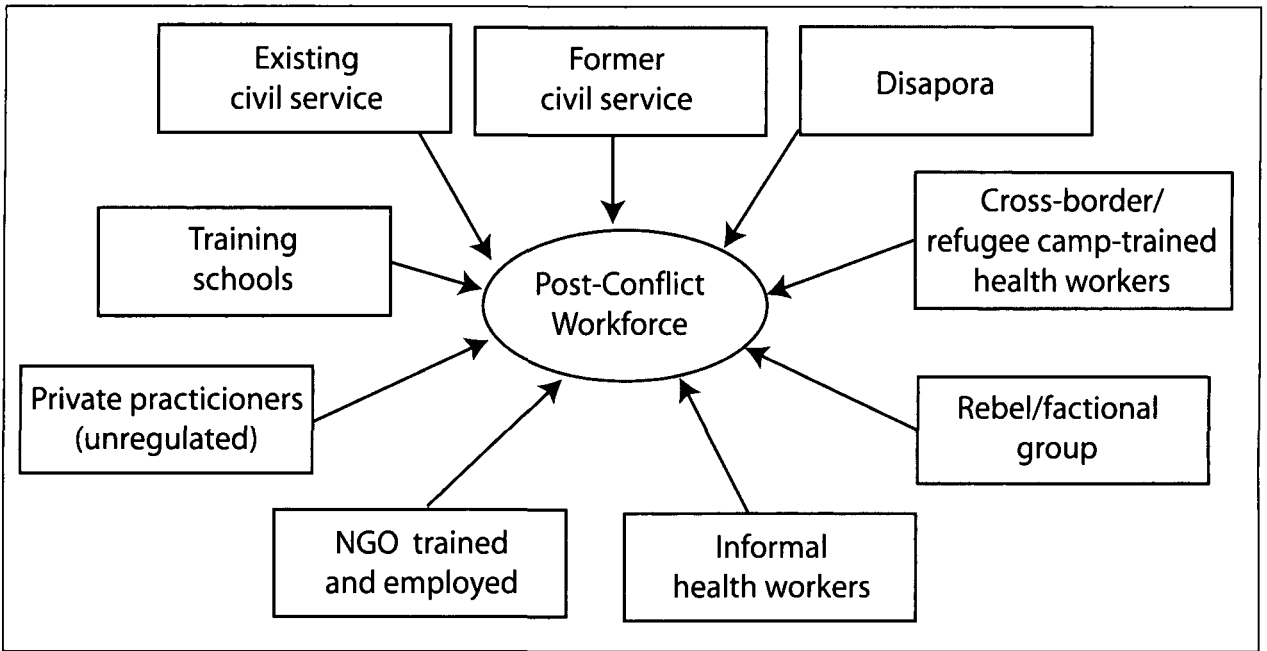 Existing
civil service
Former
civil service
Disapora
Training
schools
Post-Conflict
Workforce
Cross-border/
refugee camp-trained
health workers
Private practicioners
(unregulated)
Rebel/factional
group
NGO trained
and employed
Informal
health workers